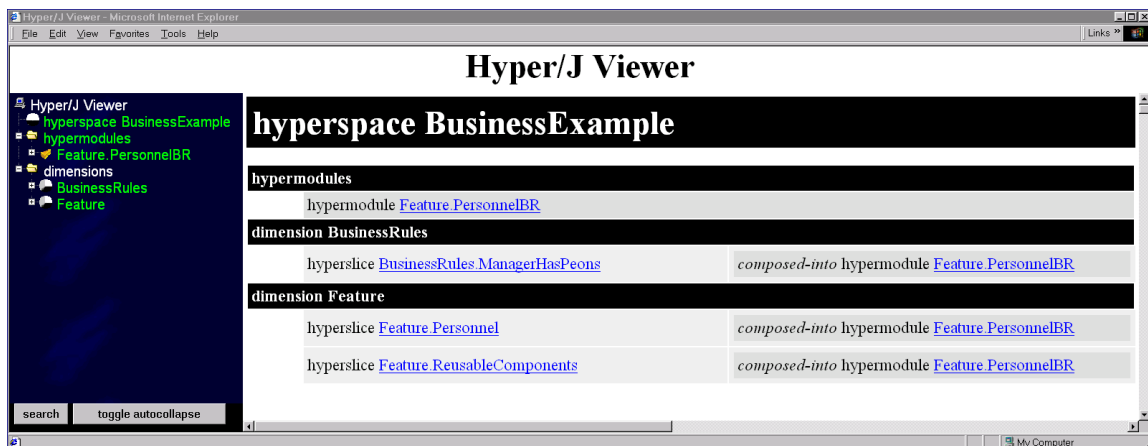 Hyper/J Viewer - Microsoft Internet Explorer
File Edit View Favorites Tools Help
Links »
Hyper/J Viewer
Hyper/J Viewer
hyperspace BusinessExample
hypermodules
Feature.PersonnelBR
dimensions
BusinessRules
Feature
search toggle autocollapse
hyperspace BusinessExample
hypermodules
hypermodule Feature.PersonnelBR
dimension BusinessRules
hyperslice BusinessRules.ManagerHasPeons composed-into hypermodule Feature.PersonnelBR
dimension Feature
hyperslice Feature.Personnel composed-into hypermodule Feature.PersonnelBR
hyperslice Feature.ReusableComponents composed-into hypermodule Feature.PersonnelBR
My Computer